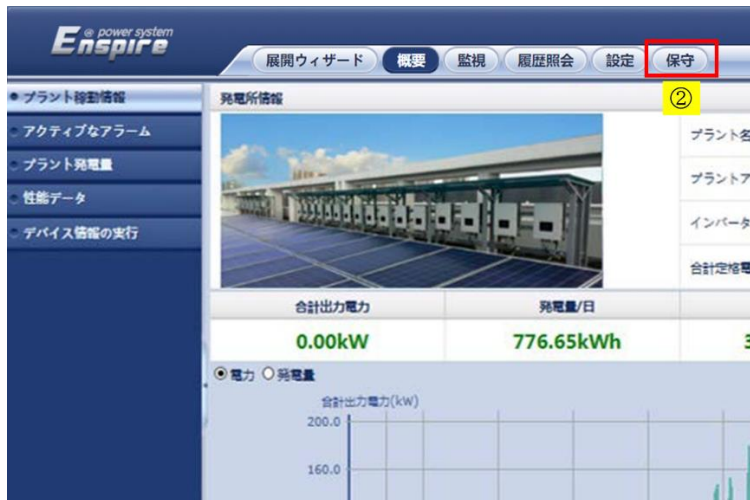 @ power system
Enspire
展開ウィザード 概要 監視 履歴照会 設定 保守
②
プラント稼動情報
アクティブなアラーム
プラント発電量
性能データ
デバイス情報の実行
発電所情報
プラント名
プラントア
インバータ
合計定格電
合計出力電力 発電量/日
0.00kW 776.65kWh 3
電力 発電量
合計出力電力(kW)
200.0
160.0